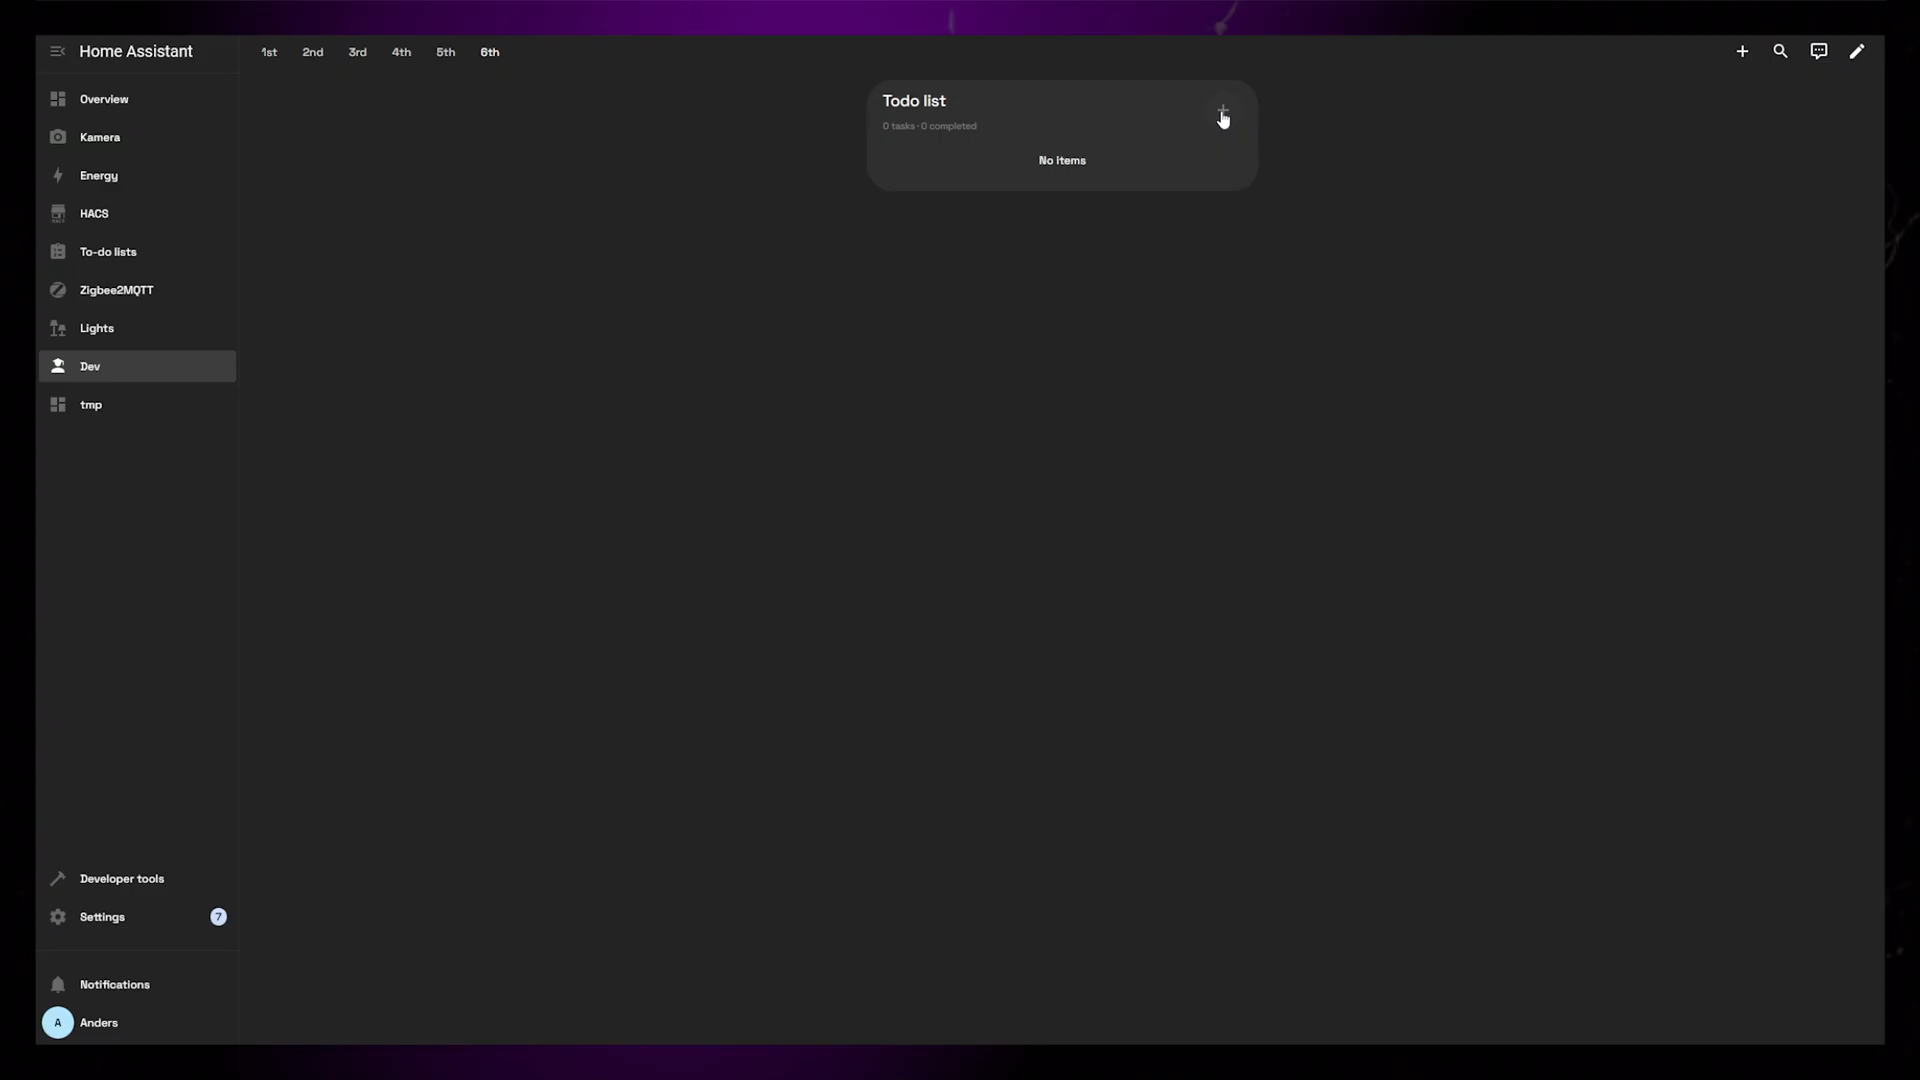 Home Assistant
1st 2nd 3rd 4th 5th 6th
Overview
Kamera
Energy
HACS
To-do lists
Zigbee2MQTT
Lights
Dev
tmp
Todo list
0 tasks · 0 completed
No items
Developer tools
Settings 7
Notifications
A Anders